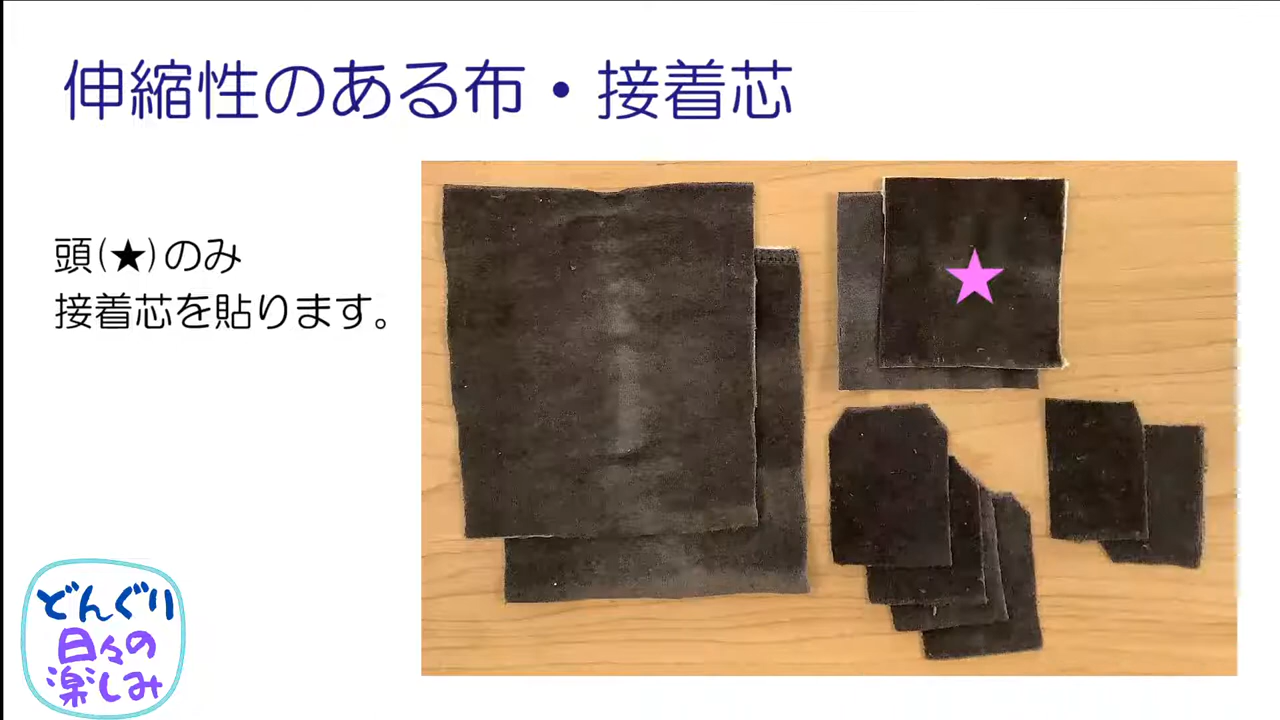 伸縮性のある布・接着芯
頭(★)のみ
接着芯を貼ります。
どんぐり
日々の
楽しみ